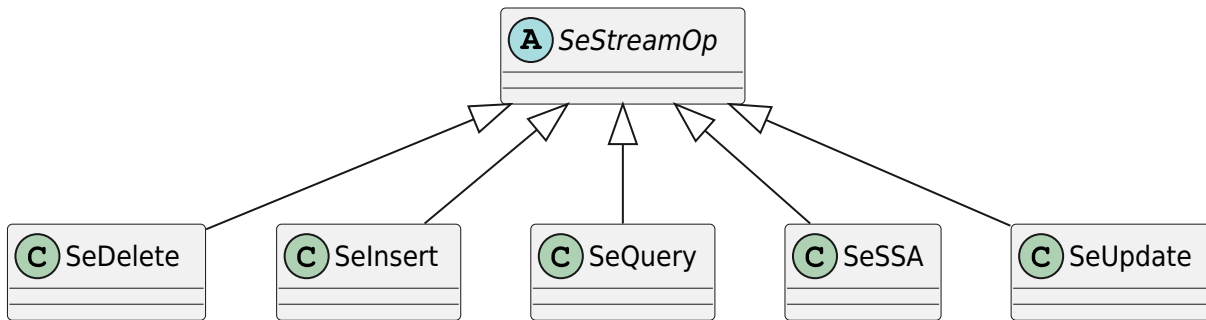 A SeStreamOp
C SeDelete
C SeInsert
C SeQuery
C SeSSA
C SeUpdate